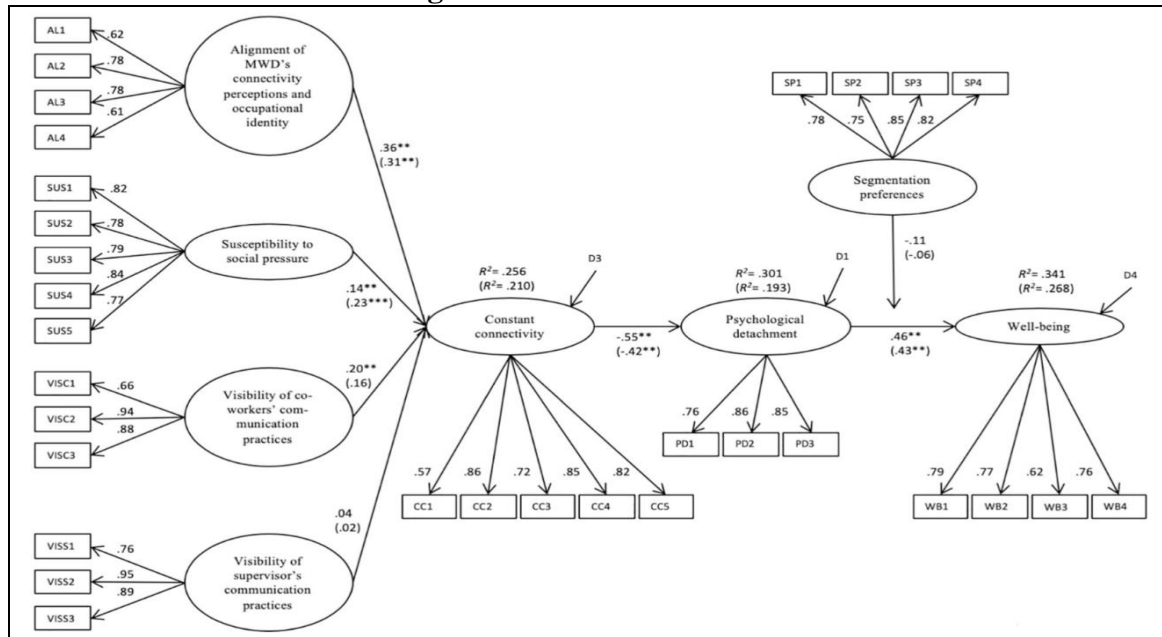 AL1
AL2
AL3
AL4
.62
.78
.78
.61
Alignment of
MWD's
connectivity
perceptions and
occupational
identity
.36**
(.31**)
SUS1
SUS2
SUS3
SUS4
SUS5
.82
.78
.79
.84
.77
Susceptibility to
social pressure
.14**
(.23***)
VISC1
VISC2
VISC3
.66
.94
.88
Visibility of co-
workers' com-
munication
practices
.20**
(.16)
VISS1
VISS2
VISS3
.76
.95
.89
Visibility of
supervisor's
communication
practices
.04
(.02)
R²= .256
(R²= .210)
D3
Constant
connectivity
.57
.86
.72
.85
.82
CC1
CC2
CC3
CC4
CC5
-.55**
(-.42**)
R²= .301
(R²= .193)
D1
Psychological
detachment
.76
.86
.85
PD1
PD2
PD3
SP1
SP2
SP3
SP4
.78
.75
.85
.82
Segmentation
preferences
-.11
(-.06)
.46**
(.43**)
R²= .341
(R²= .268)
D4
Well-being
.79
.77
.62
.76
WB1
WB2
WB3
WB4